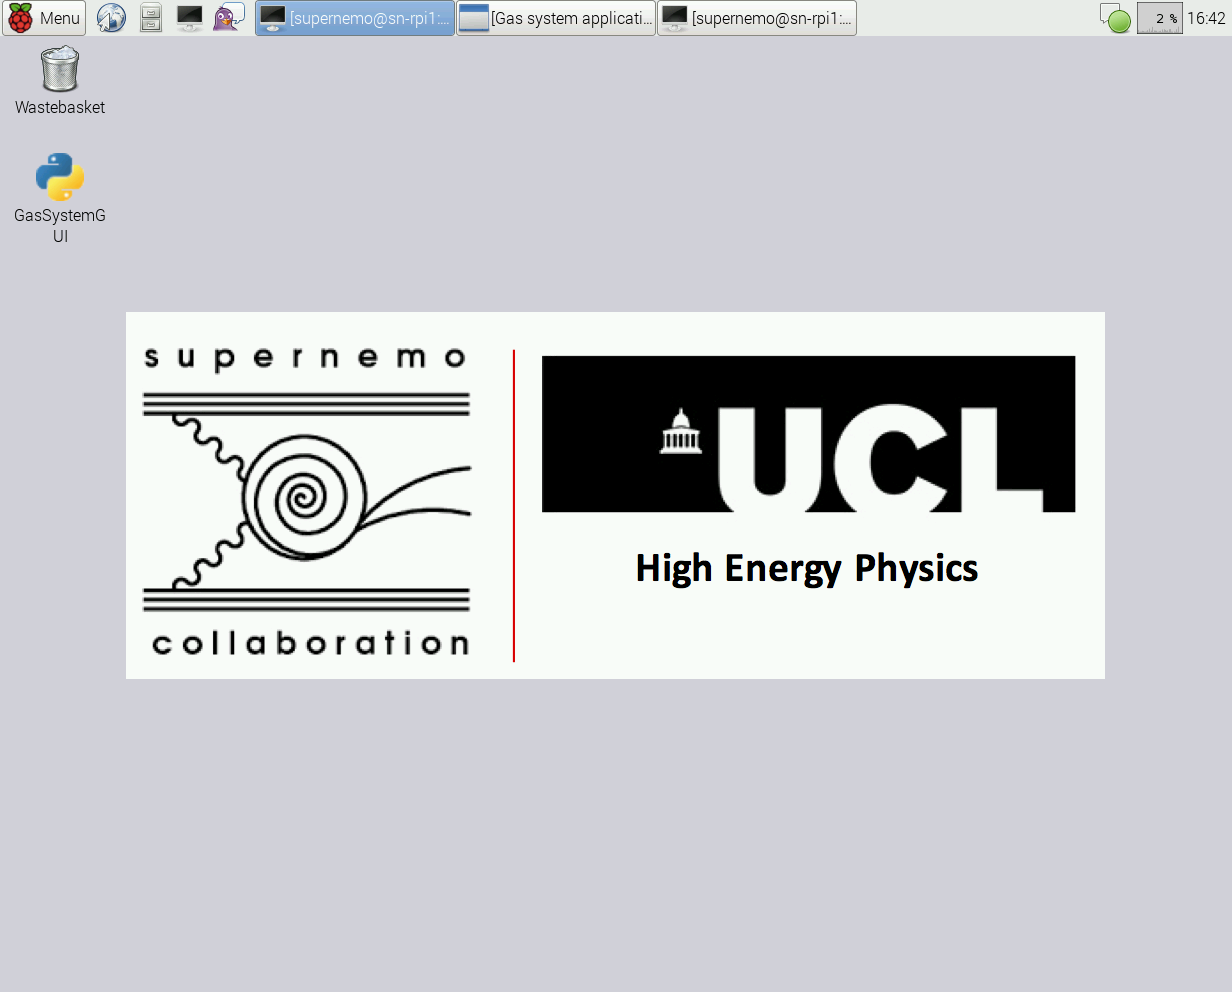 Menu
[supernemo@sn-rpi1:...
[Gas system applicati...
[supernemo@sn-rpi1:...
2 %
16:42
Wastebasket
GasSystemG
UI
supernemo
collaboration
UCL
High Energy Physics